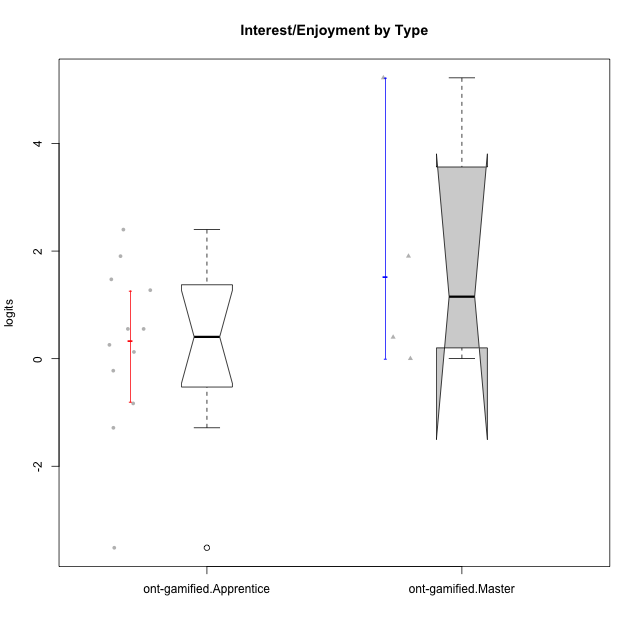 Interest/Enjoyment by Type
logits
4
2
0
-2
ont-gamified.Apprentice
ont-gamified.Master